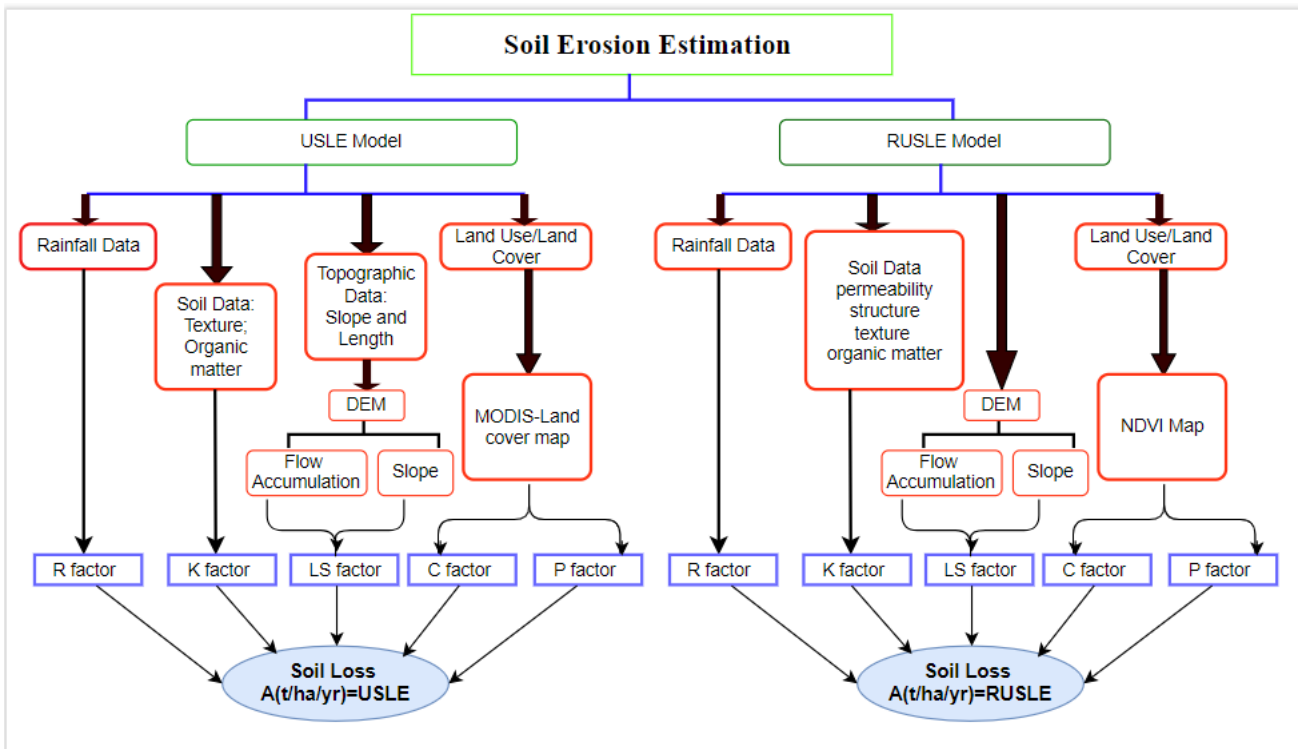 Soil Erosion Estimation
USLE Model
RUSLE Model
Rainfall Data
Soil Data:
Texture;
Organic
matter
Topographic
Data:
Slope and
Length
Land Use/Land
Cover
DEM
Flow
Accumulation
Slope
MODIS-Land
cover map
R factor
K factor
LS factor
C factor
P factor
Soil Loss
A(t/ha/yr)=USLE
Rainfall Data
Soil Data
permeability
structure
texture
organic matter
Land Use/Land
Cover
DEM
Flow
Accumulation
Slope
NDVI Map
R factor
K factor
LS factor
C factor
P factor
Soil Loss
A(t/ha/yr)=RUSLE